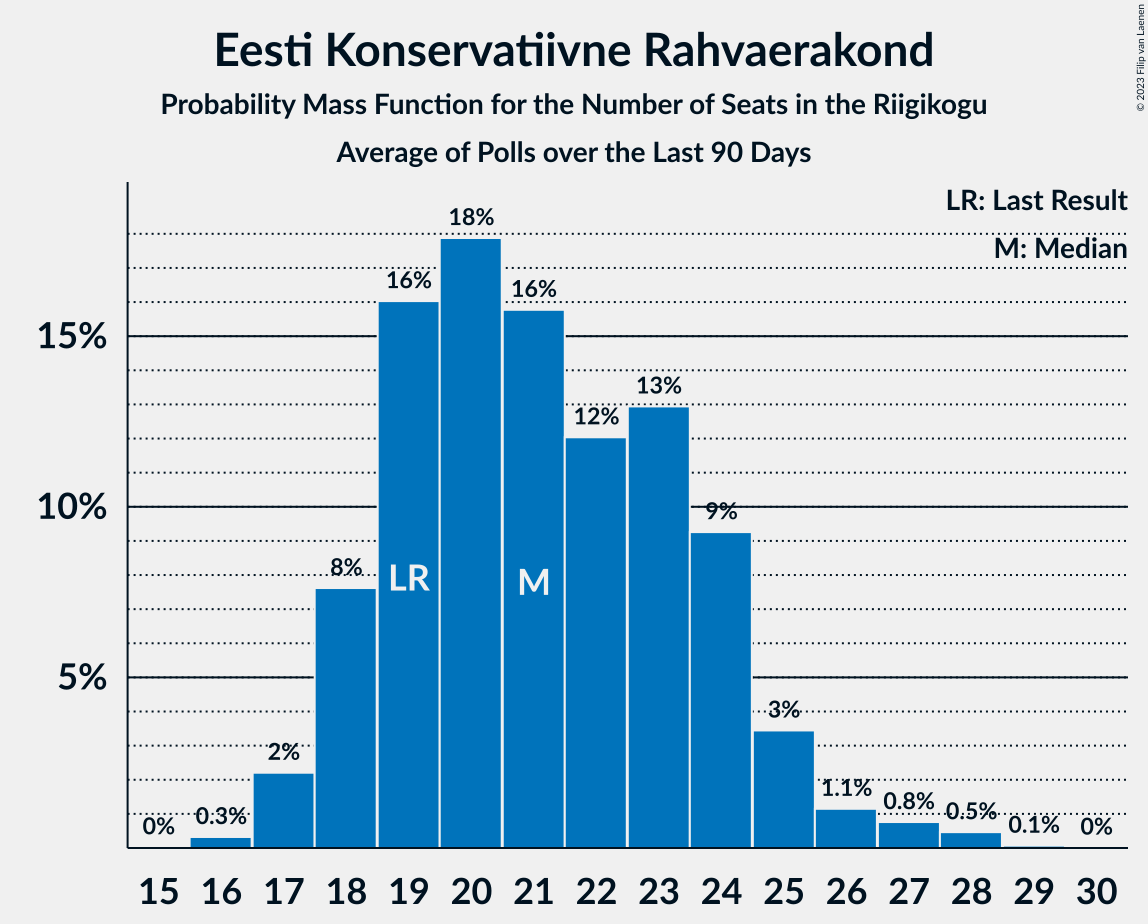 Eesti Konservatiivne Rahvaerakond
Probability Mass Function for the Number of Seats in the Riigikogu
Average of Polls over the Last 90 Days
© 2023 Filip van Laenen
LR: Last Result
M: Median
15%
10%
5%
0%
0.3%
2%
8%
16%
18%
16%
12%
13%
9%
3%
1.1%
0.8%
0.5%
0.1%
0%
LR
M
15 16 17 18 19 20 21 22 23 24 25 26 27 28 29 30